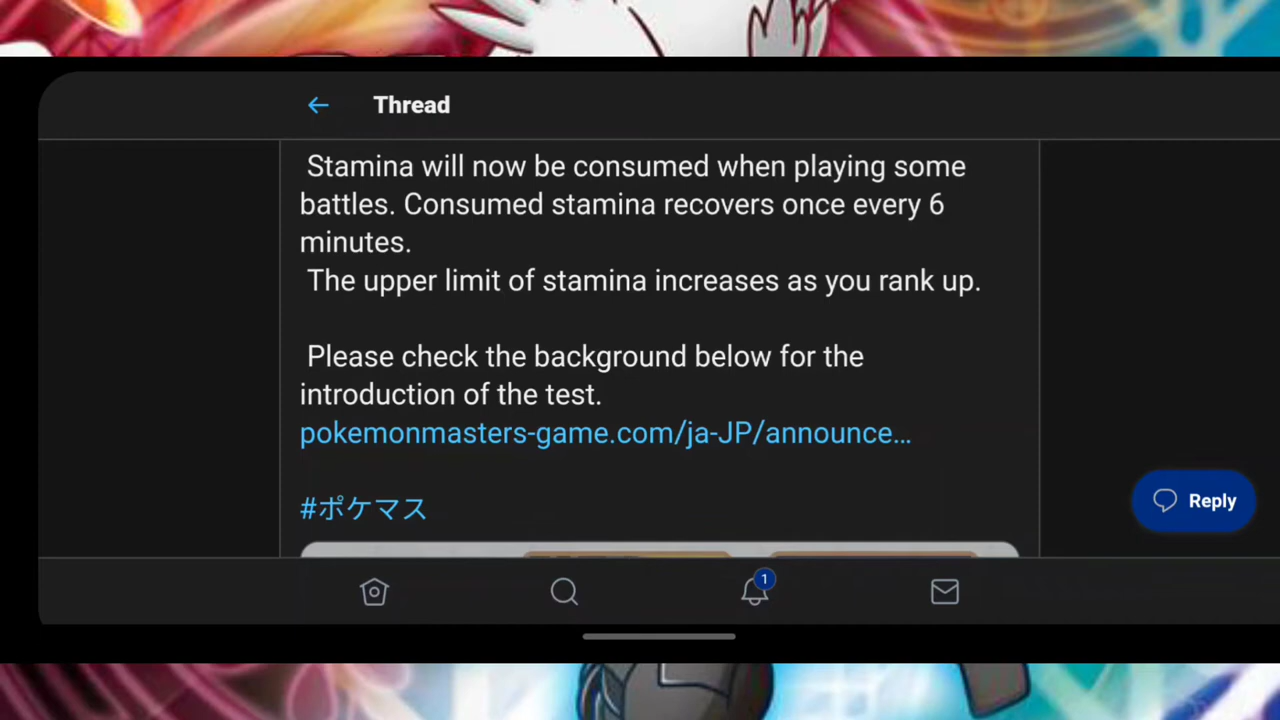 Thread
Stamina will now be consumed when playing some
battles. Consumed stamina recovers once every 6
minutes.
The upper limit of stamina increases as you rank up.
Please check the background below for the
introduction of the test.
pokemonmasters-game.com/ja-JP/announce…
#ポケマス
Reply
1